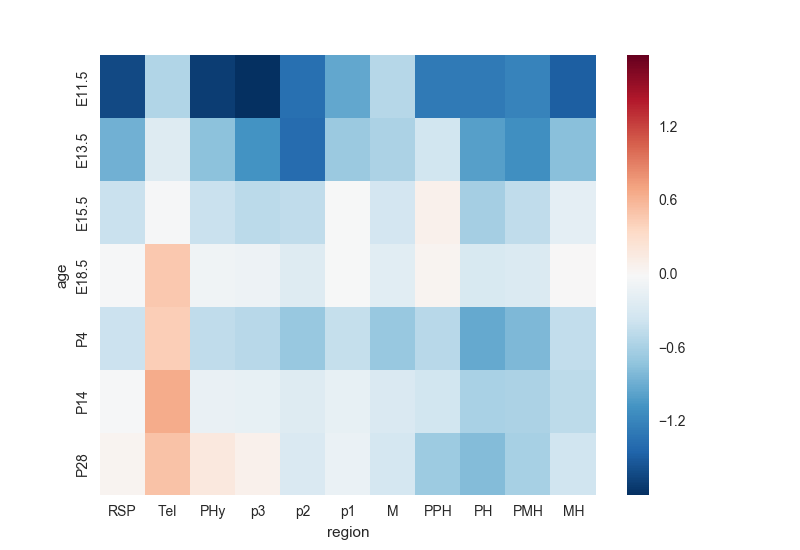 E11.5
E13.5
E15.5
E18.5
P4
P14
P28
age
RSP Tel PHy p3 p2 p1 M PPH PH PMH MH
region
1.2
0.6
0.0
−0.6
−1.2